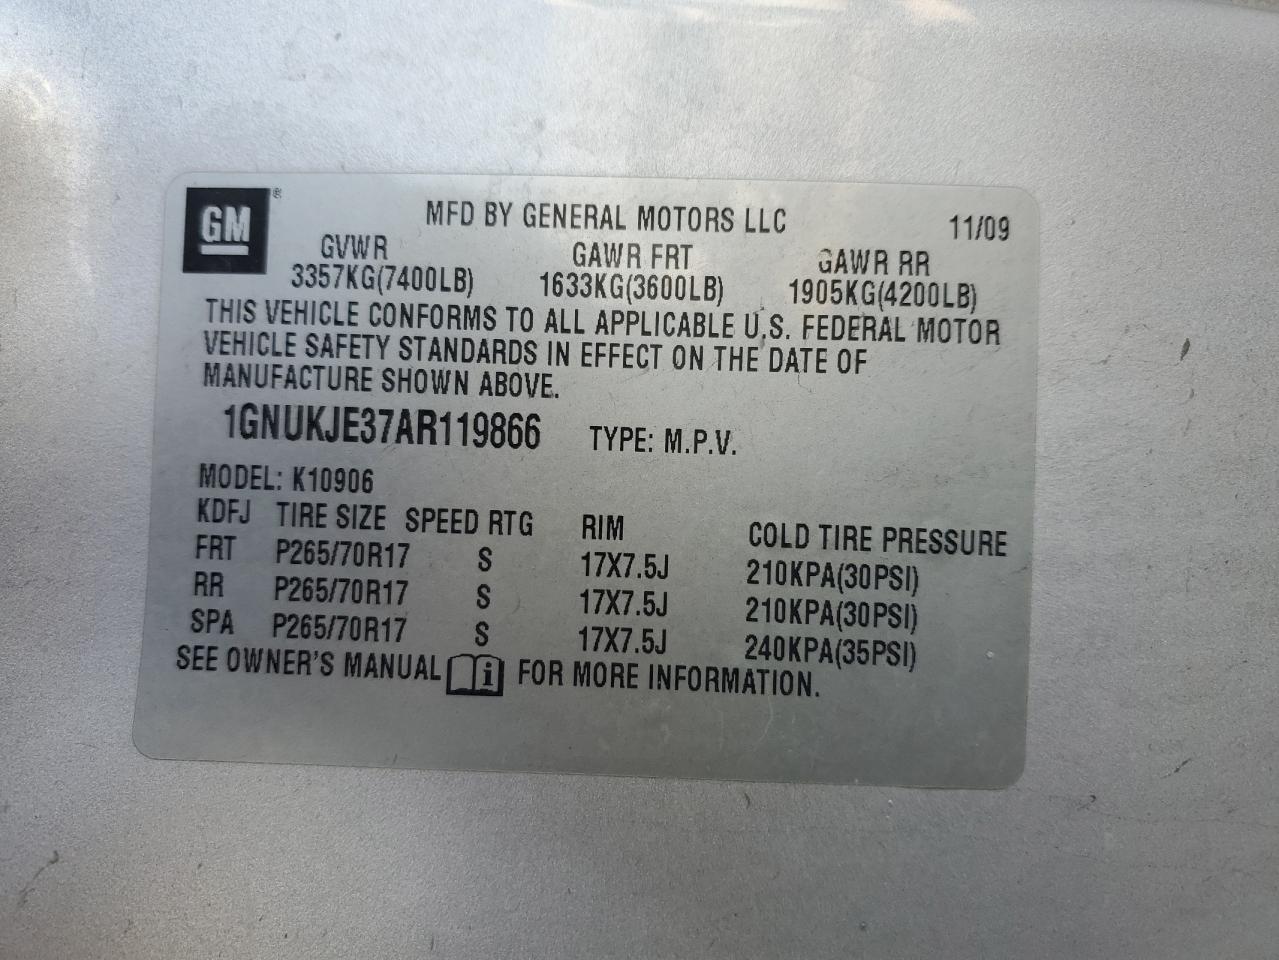 GM®
MFD BY GENERAL MOTORS LLC 11/09
GVWR GAWR FRT GAWR RR
3357KG(7400LB) 1633KG(3600LB) 1905KG(4200LB)
THIS VEHICLE CONFORMS TO ALL APPLICABLE U.S. FEDERAL MOTOR
VEHICLE SAFETY STANDARDS IN EFFECT ON THE DATE OF
MANUFACTURE SHOWN ABOVE.
1GNUKJE37AR119866 TYPE: M.P.V.
MODEL: K10906
KDFJ TIRE SIZE SPEED RTG RIM COLD TIRE PRESSURE
FRT P265/70R17 S 17X7.5J 210KPA(30PSI)
RR P265/70R17 S 17X7.5J 210KPA(30PSI)
SPA P265/70R17 S 17X7.5J 240KPA(35PSI)
SEE OWNER'S MANUAL i FOR MORE INFORMATION.